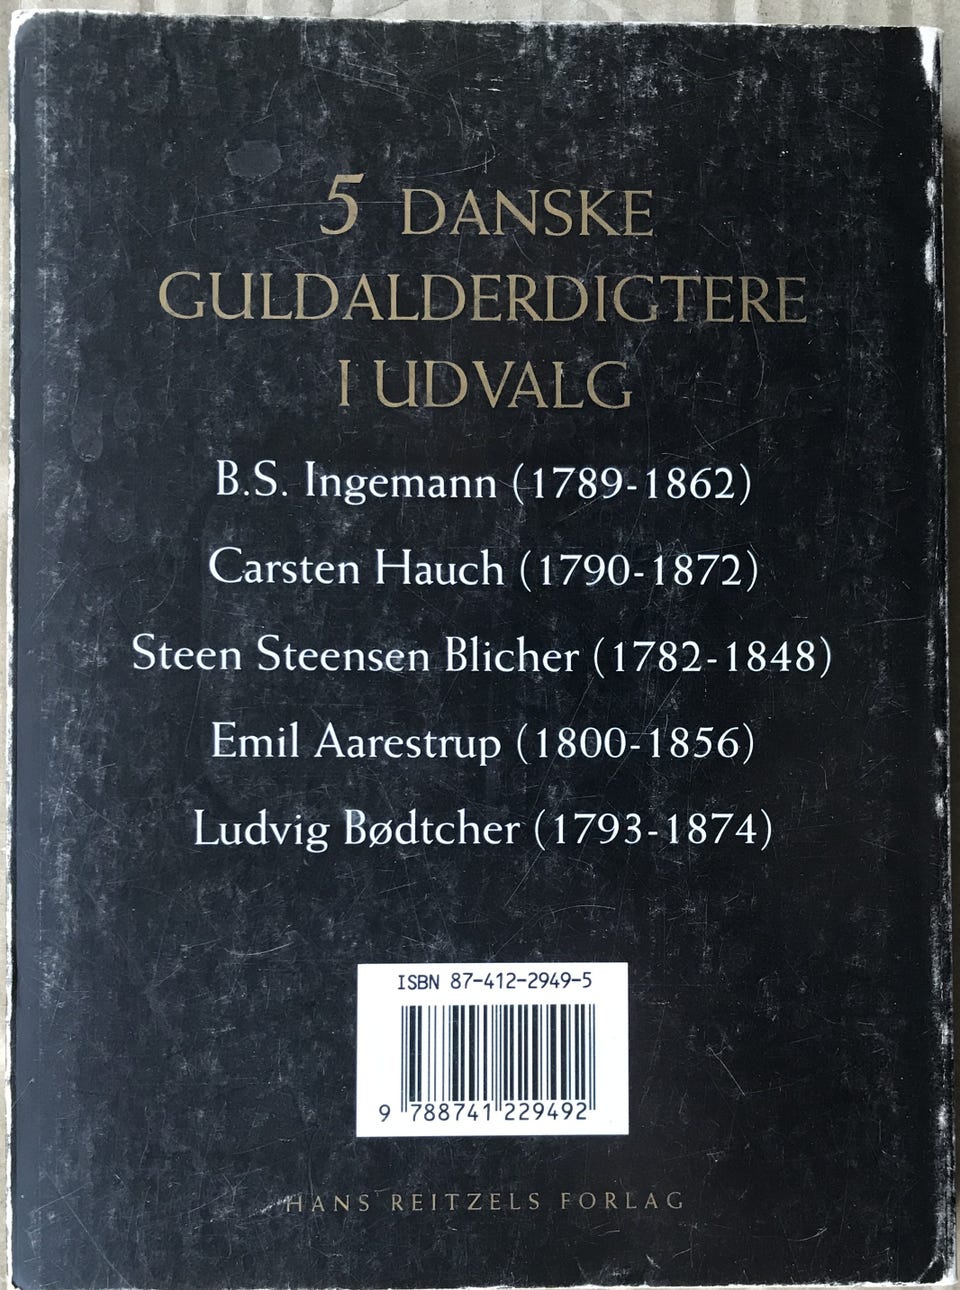 5 DANSKE
GULDALDERDIGTERE
I UDVALG
B.S. Ingemann (1789-1862)
Carsten Hauch (1790-1872)
Steen Steensen Blicher (1782-1848)
Emil Aarestrup (1800-1856)
Ludvig Bødtcher (1793-1874)
ISBN 87-412-2949-5
9 788741 229492
HANS REITZELS FORLAG